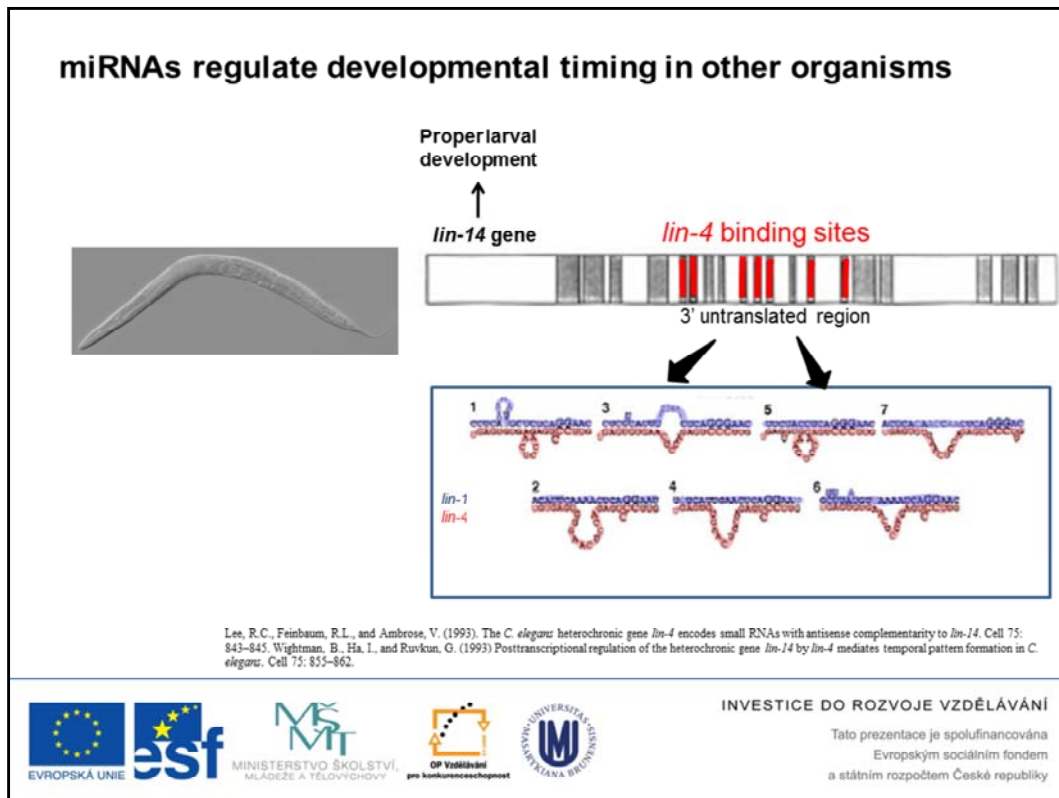 miRNAs regulate developmental timing in other organisms
Proper larval
development
lin-14 gene
lin-4 binding sites
3' untranslated region
1
3
5
7
lin-1
lin-4
2
4
6
Lee, R.C., Feinbaum, R.L., and Ambrose, V. (1993). The C. elegans heterochronic gene lin-4 encodes small RNAs with antisense complementarity to lin-14. Cell 75:
843–845. Wightman, B., Ha, I., and Ruvkun, G. (1993) Posttranscriptional regulation of the heterochronic gene lin-14 by lin-4 mediates temporal pattern formation in C.
elegans. Cell 75: 855–862.
EVROPSKÁ UNIE
esf
MŠMT
MINISTERSTVO ŠKOLSTVÍ,
MLÁDEŽE A TĚLOVÝCHOVY
OP Vzdělávání
pro konkurenceschopnost
UNIVERSITAS MASARYKIANA BRUNENSIS
INVESTICE DO ROZVOJE VZDĚLÁVÁNÍ
Tato prezentace je spolufinancována
Evropským sociálním fondem
a státním rozpočtem České republiky